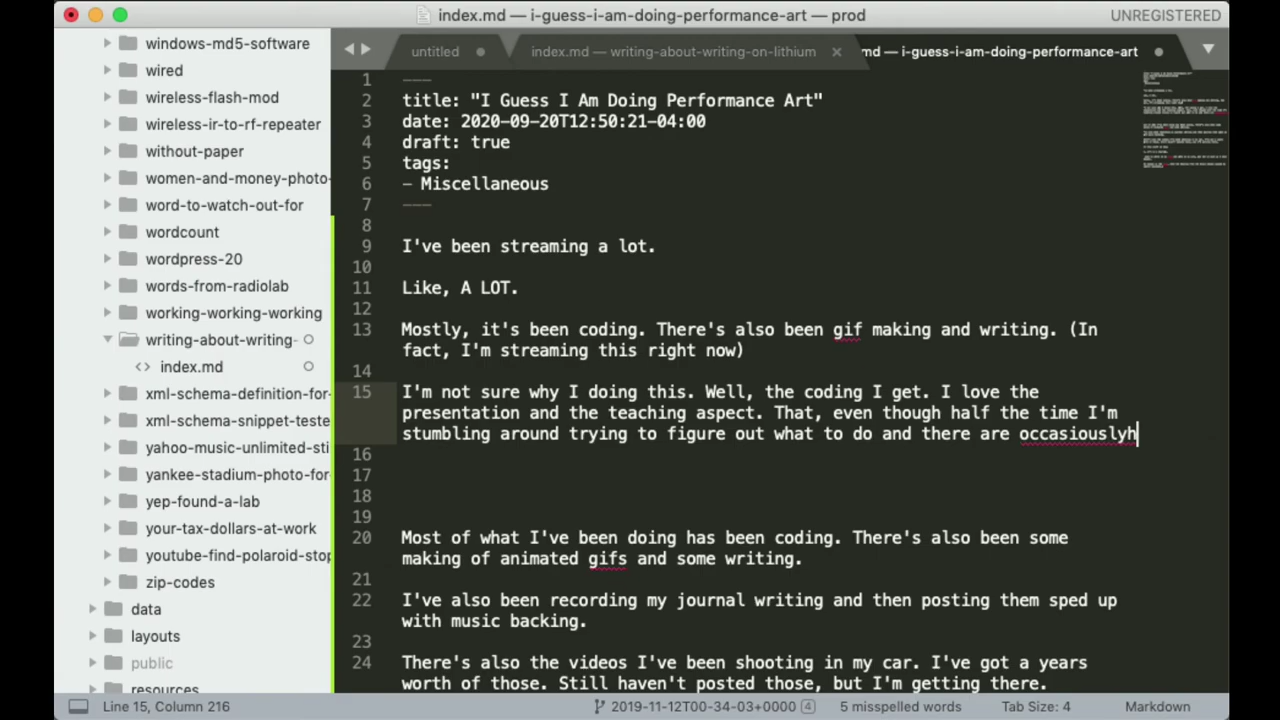 index.md — i-guess-i-am-doing-performance-art — prod
UNREGISTERED
windows-md5-software
wired
wireless-flash-mod
wireless-ir-to-rf-repeater
without-paper
women-and-money-photo-
word-to-watch-out-for
wordcount
wordpress-20
words-from-radiolab
working-working-working
writing-about-writing-
index.md
xml-schema-definition-for-
xml-schema-snippet-teste
yahoo-music-unlimited-sti
yankee-stadium-photo-for-
yep-found-a-lab
your-tax-dollars-at-work
youtube-find-polaroid-stop
zip-codes
data
layouts
public
resources
untitled
index.md — writing-about-writing-on-lithium
md — i-guess-i-am-doing-performance-art
1 ---
2 title: "I Guess I Am Doing Performance Art"
3 date: 2020-09-20T12:50:21-04:00
4 draft: true
5 tags:
6 - Miscellaneous
7 ---
8
9 I've been streaming a lot.
10
11 Like, A LOT.
12
13 Mostly, it's been coding. There's also been gif making and writing. (In
fact, I'm streaming this right now)
14
15 I'm not sure why I doing this. Well, the coding I get. I love the
presentation and the teaching aspect. That, even though half the time I'm
stumbling around trying to figure out what to do and there are occasiouslyh
16
17
18
19
20 Most of what I've been doing has been coding. There's also been some
making of animated gifs and some writing.
21
22 I've also been recording my journal writing and then posting them sped up
with music backing.
23
24 There's also the videos I've been shooting in my car. I've got a years
worth of those. Still haven't posted those, but I'm getting there.
Line 15, Column 216
2019-11-12T00-34-03+0000
4
5 misspelled words
Tab Size: 4
Markdown